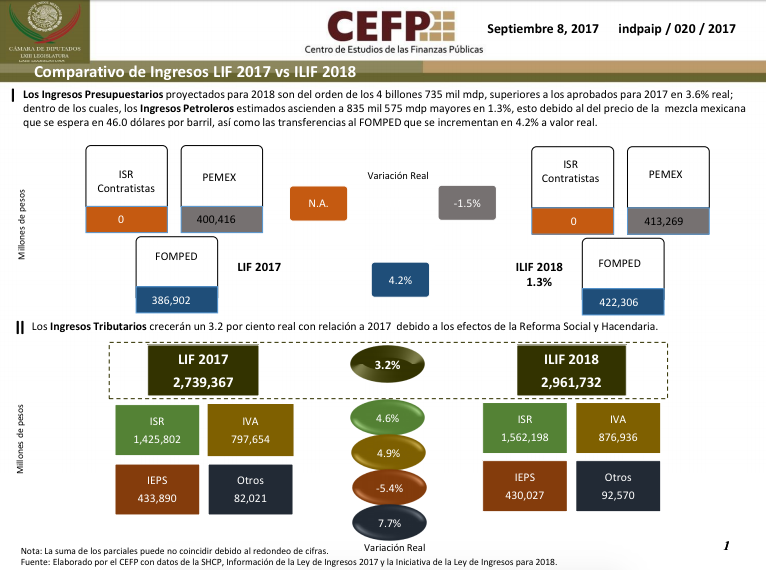 CÁMARA DE DIPUTADOS
LXIII LEGISLATURA
CEFP
Centro de Estudios de las Finanzas Públicas
Septiembre 8, 2017 indpaip / 020 / 2017
Comparativo de Ingresos LIF 2017 vs ILIF 2018
I Los Ingresos Presupuestarios proyectados para 2018 son del orden de los 4 billones 735 mil mdp, superiores a los aprobados para 2017 en 3.6% real;
dentro de los cuales, los Ingresos Petroleros estimados ascienden a 835 mil 575 mdp mayores en 1.3%, esto debido al del precio de la mezcla mexicana
que se espera en 46.0 dólares por barril, así como las transferencias al FOMPED que se incrementan en 4.2% a valor real.
Millones de pesos
ISR
Contratistas
0
PEMEX
400,416
FOMPED
386,902
LIF 2017
Variación Real
N.A.
-1.5%
4.2%
ISR
Contratistas
0
PEMEX
413,269
ILIF 2018
1.3%
FOMPED
422,306
II Los Ingresos Tributarios crecerán un 3.2 por ciento real con relación a 2017 debido a los efectos de la Reforma Social y Hacendaria.
Millones de pesos
LIF 2017
2,739,367
3.2%
ILIF 2018
2,961,732
ISR
1,425,802
IVA
797,654
4.6%
4.9%
ISR
1,562,198
IVA
876,936
IEPS
433,890
Otros
82,021
-5.4%
7.7%
IEPS
430,027
Otros
92,570
Variación Real
1
Nota: La suma de los parciales puede no coincidir debido al redondeo de cifras.
Fuente: Elaborado por el CEFP con datos de la SHCP, Información de la Ley de Ingresos 2017 y la Iniciativa de la Ley de Ingresos para 2018.